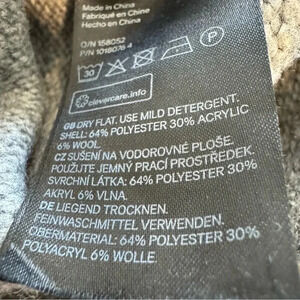 Made in China
Fabriqué en Chine
Hecho en China
O/N 158052
P/N 1018076 4
30
P
clevercare.info
GB DRY FLAT. USE MILD DETERGENT.
SHELL: 64% POLYESTER 30% ACRYLIC
6% WOOL.
CZ SUŠENÍ NA VODOROVNÉ PLOŠE.
POUŽIJTE JEMNÝ PRACÍ PROSTŘEDEK.
SVRCHNÍ LÁTKA: 64% POLYESTER 30%
AKRYL 6% VLNA.
DE LIEGEND TROCKNEN.
FEINWASCHMITTEL VERWENDEN.
OBERMATERIAL: 64% POLYESTER 30%
POLYACRYL 6% WOLLE.